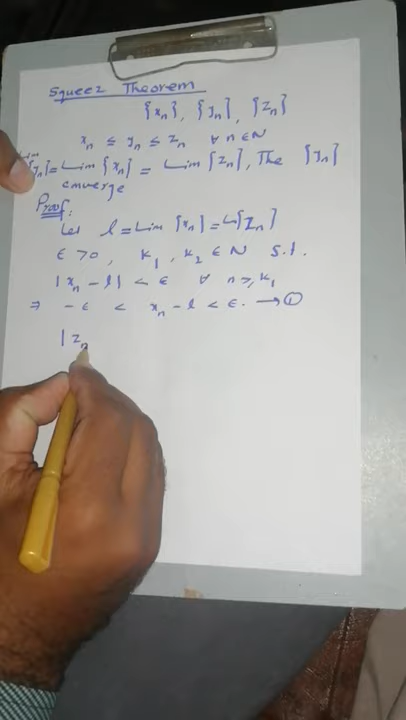 Squeez Theorem
{xn}, {yn}, {zn}
xn ≤ yn ≤ zn ∀ n ∈ N
Lim {yn} = Lim {xn} = Lim {zn}, The {yn}
converge
Proof:
Let l = Lim {xn} = L {zn}
ϵ > 0, k1, k2 ∈ N s.t.
|xn - l| < ϵ ∀ n ≥ k1
⇒ -ϵ < xn - l < ϵ. → ①
|zn